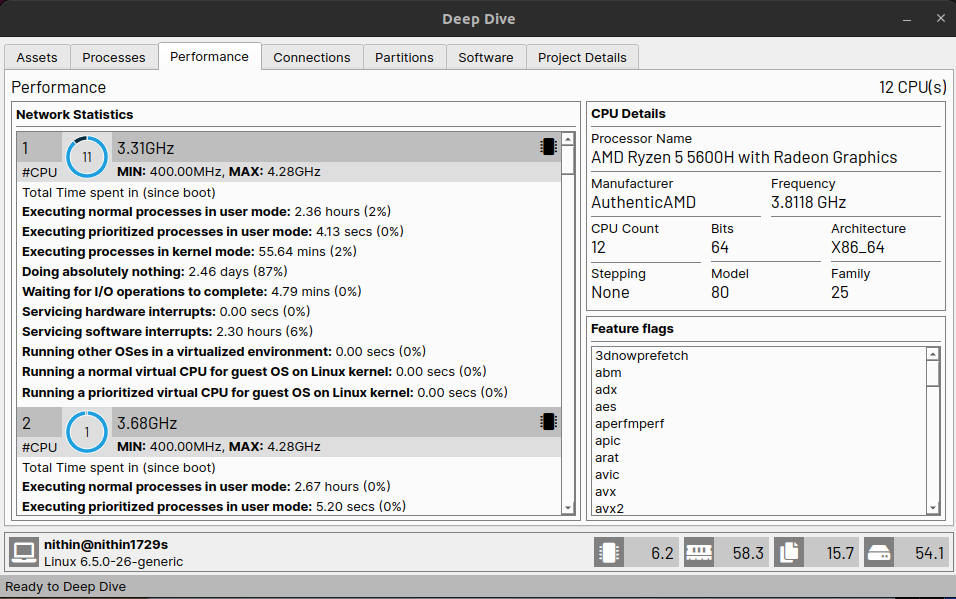 Deep Dive
Assets Processes Performance Connections Partitions Software Project Details
Performance 12 CPU(s)
Network Statistics
1 11 3.31GHz
#CPU MIN: 400.00MHz, MAX: 4.28GHz
Total Time spent in (since boot)
Executing normal processes in user mode: 2.36 hours (2%)
Executing prioritized processes in user mode: 4.13 secs (0%)
Executing processes in kernel mode: 55.64 mins (2%)
Doing absolutely nothing: 2.46 days (87%)
Waiting for I/O operations to complete: 4.79 mins (0%)
Servicing hardware interrupts: 0.00 secs (0%)
Servicing software interrupts: 2.30 hours (6%)
Running other OSes in a virtualized environment: 0.00 secs (0%)
Running a normal virtual CPU for guest OS on Linux kernel: 0.00 secs (0%)
Running a prioritized virtual CPU for guest OS on Linux kernel: 0.00 secs (0%)
2 1 3.68GHz
#CPU MIN: 400.00MHz, MAX: 4.28GHz
Total Time spent in (since boot)
Executing normal processes in user mode: 2.67 hours (0%)
Executing prioritized processes in user mode: 5.20 secs (0%)
CPU Details
Processor Name
AMD Ryzen 5 5600H with Radeon Graphics
Manufacturer Frequency
AuthenticAMD 3.8118 GHz
CPU Count Bits Architecture
12 64 X86_64
Stepping Model Family
None 80 25
Feature flags
3dnowprefetch
abm
adx
aes
aperfmperf
apic
arat
avic
avx
avx2
nithin@nithin1729s
Linux 6.5.0-26-generic
6.2 58.3 15.7 54.1
Ready to Deep Dive